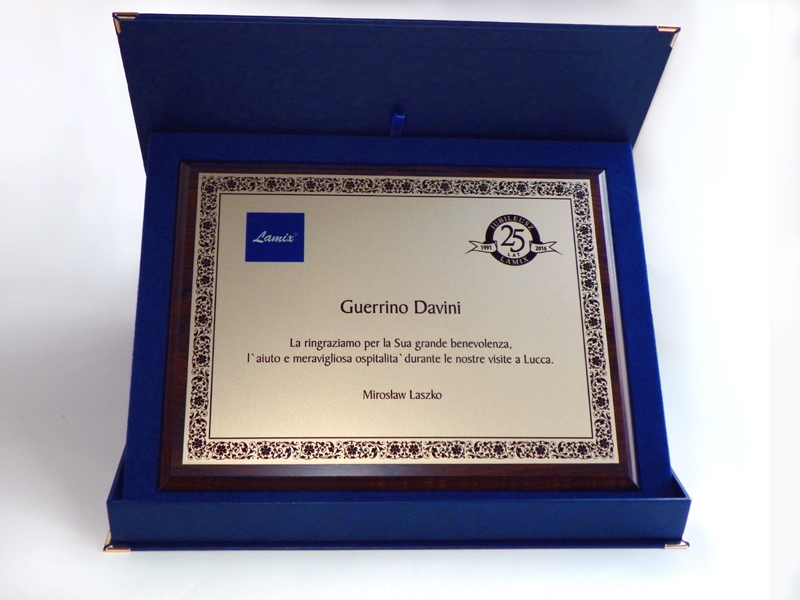 Lamix®
JUBILEUSZ
25
1991 LAT 2016
LAMIX
Guerrino Davini
La ringraziamo per la Sua grande benevolenza,
l`aiuto e meravigliosa ospitalita`durante le nostre visite a Lucca.
Mirosław Laszko